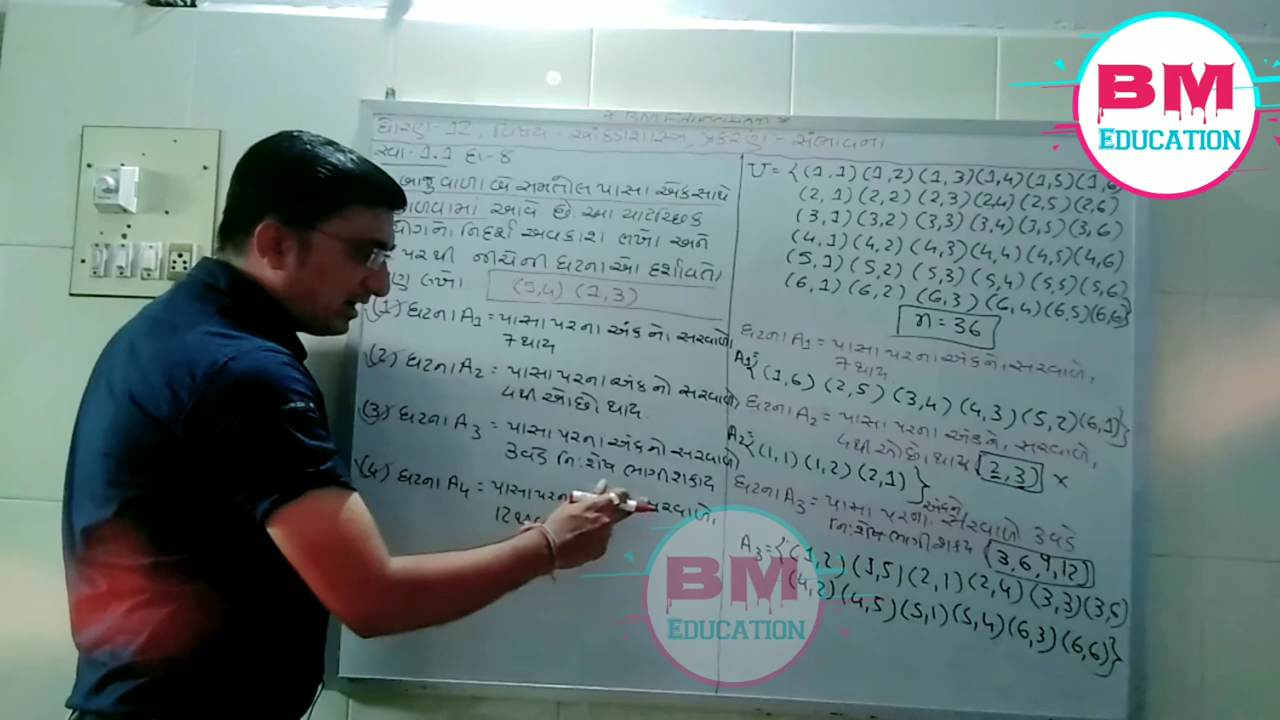 BM
EDUCATION
* BM Education *
ધોરણ-12, વિષય - આંકડાશાસ્ત્ર, પ્રકરણ - સંભાવના
સ્વા-1.1 દા-8
બાજુવાળા બે સમતોલ પાસા એકસાથે
આવે છે આ યાદચ્છિક
નિદર્શ અવકાશ લખો અને
પરથી નીચેની ઘટનાઓ દર્શાવતો
ગણ લખો (5,4) (2,3)
(1) ઘટના A1 = પાસા પરના અંકનો સરવાળો
7 થાય
(2) ઘટના A2 = પાસા પરના અંકનો સરવાળો
4થી ઓછો થાય.
(3) ઘટના A3 = પાસા પરના અંકનો સરવાળો
3 વડે નિ:શેષ ભાગી શકાય
(4) ઘટના A4 = પાસા પરના સરવાળો
12
U = {(1,1) (1,2) (1,3) (1,4) (1,5) (1,6)
(2,1) (2,2) (2,3) (2,4) (2,5) (2,6)
(3,1) (3,2) (3,3) (3,4) (3,5) (3,6)
(4,1) (4,2) (4,3) (4,4) (4,5) (4,6)
(5,1) (5,2) (5,3) (5,4) (5,5) (5,6)
(6,1) (6,2) (6,3) (6,4) (6,5) (6,6)}
n = 36
ઘટના A1 = પાસા પરના અંકનો સરવાળો
7 થાય
A1 = {(1,6) (2,5) (3,4) (4,3) (5,2) (6,1)}
ઘટના A2 = પાસા પરના અંકનો સરવાળો
4થી ઓછો થાય (2,3) ×
A2 = {(1,1) (1,2) (2,1)}
અંકનો
ઘટના A3 = પાસા પરના સરવાળો 3 વડે
નિ:શેષ ભાગી શકાય (3,6,9,12)
A3 = {(1,2) (1,5) (2,1) (2,4) (3,3) (3,5)
(4,2) (4,5) (5,1) (5,4) (6,3) (6,6)}
BM
EDUCATION